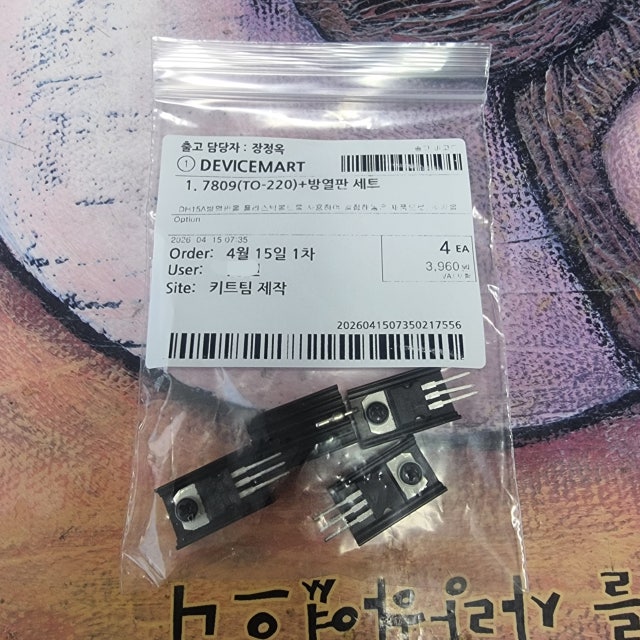 출고 담당자 : 장정옥
① DEVICEMART
1. 7809(TO-220)+방열판 세트
Option
2026 04 15 07:35
4 EA
Order: 4월 15일 1차
3,960
User:
Site: 키트팀 제작
2026041507350217556